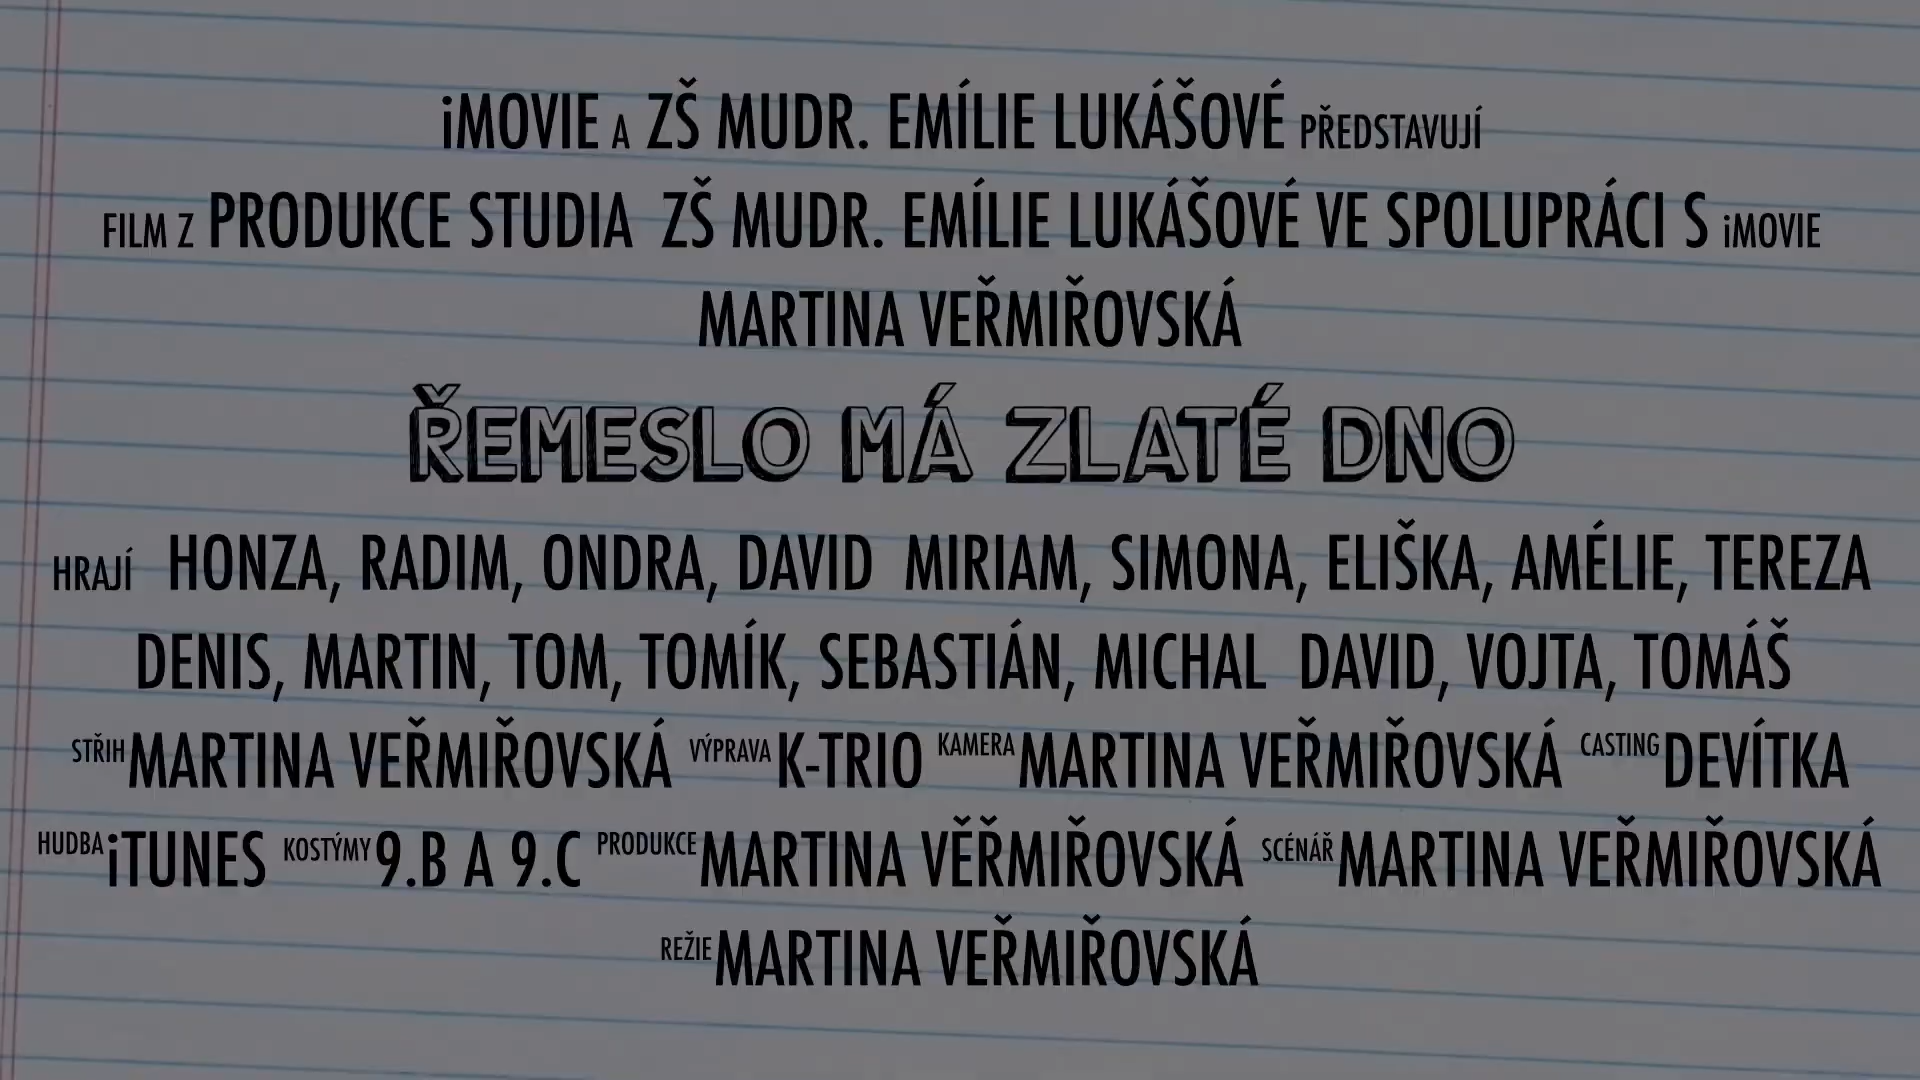 iMOVIE A ZŠ MUDR. EMÍLIE LUKÁŠOVÉ PŘEDSTAVUJÍ
FILM Z PRODUKCE STUDIA ZŠ MUDR. EMÍLIE LUKÁŠOVÉ VE SPOLUPRÁCI S iMOVIE
MARTINA VEŘMIŘOVSKÁ
ŘEMESLO MÁ ZLATÉ DNO
HRAJÍ HONZA, RADIM, ONDRA, DAVID MIRIAM, SIMONA, ELIŠKA, AMÉLIE, TEREZA
DENIS, MARTIN, TOM, TOMÍK, SEBASTIÁN, MICHAL DAVID, VOJTA, TOMÁŠ
STŘIH MARTINA VEŘMIŘOVSKÁ VÝPRAVA K-TRIO KAMERA MARTINA VEŘMIŘOVSKÁ CASTING DEVÍTKA
HUDBA iTUNES KOSTÝMY 9.B A 9.C PRODUKCE MARTINA VĚŘMIŘOVSKÁ SCÉNÁŘ MARTINA VEŘMIŘOVSKÁ
REŽIE MARTINA VEŘMIŘOVSKÁ